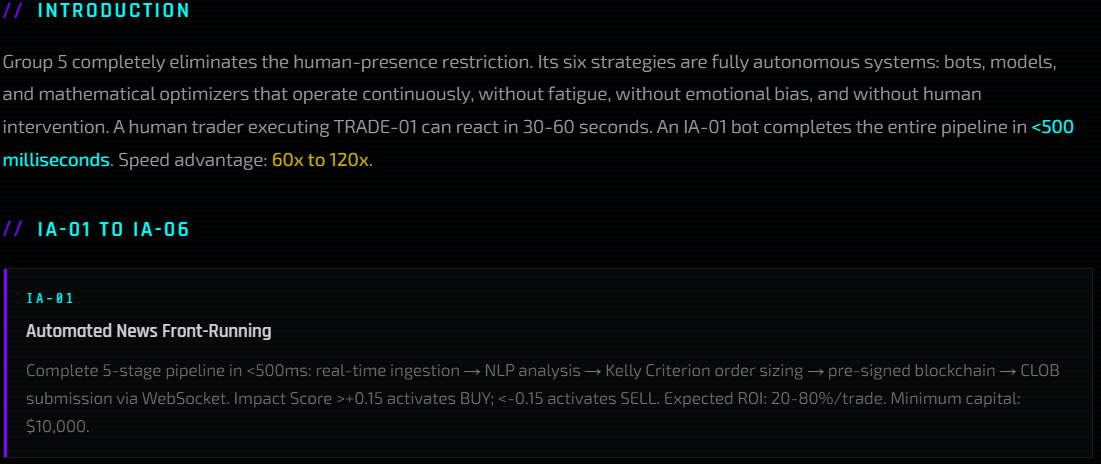 // INTRODUCTION
Group 5 completely eliminates the human-presence restriction. Its six strategies are fully autonomous systems: bots, models,
and mathematical optimizers that operate continuously, without fatigue, without emotional bias, and without human
intervention. A human trader executing TRADE-01 can react in 30-60 seconds. An IA-01 bot completes the entire pipeline in <500
milliseconds. Speed advantage: 60x to 120x.
// IA-01 TO IA-06
IA-01
Automated News Front-Running
Complete 5-stage pipeline in <500ms: real-time ingestion → NLP analysis → Kelly Criterion order sizing → pre-signed blockchain → CLOB
submission via WebSocket. Impact Score >+0.15 activates BUY; <-0.15 activates SELL. Expected ROI: 20-80%/trade. Minimum capital:
$10,000.